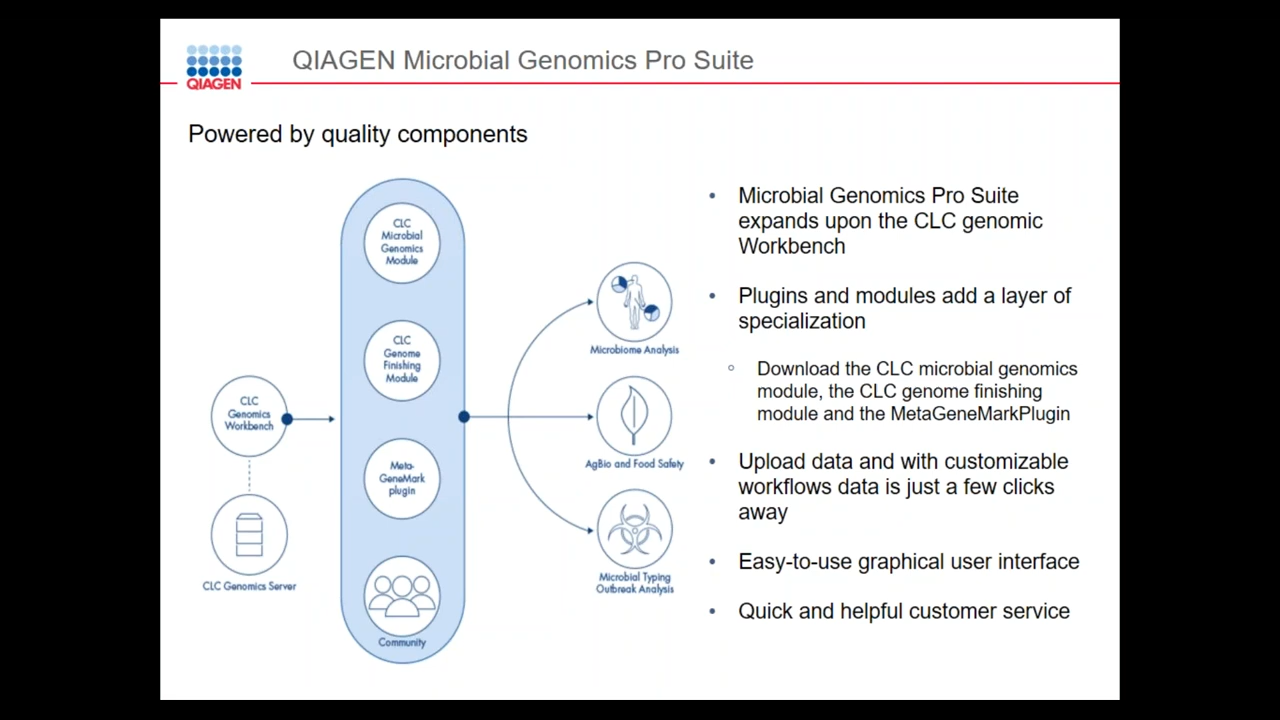 QIAGEN
QIAGEN Microbial Genomics Pro Suite
Powered by quality components
CLC
Microbial
Genomics
Module
CLC
Genome
Finishing
Module
Meta-
GeneMark
plugin
Community
CLC
Genomics
Workbench
CLC Genomics Server
Microbiome Analysis
AgBio and Food Safety
Microbial Typing
Outbreak Analysis
• Microbial Genomics Pro Suite
expands upon the CLC genomic
Workbench
• Plugins and modules add a layer of
specialization
○ Download the CLC microbial genomics
module, the CLC genome finishing
module and the MetaGeneMarkPlugin
• Upload data and with customizable
workflows data is just a few clicks
away
• Easy-to-use graphical user interface
• Quick and helpful customer service